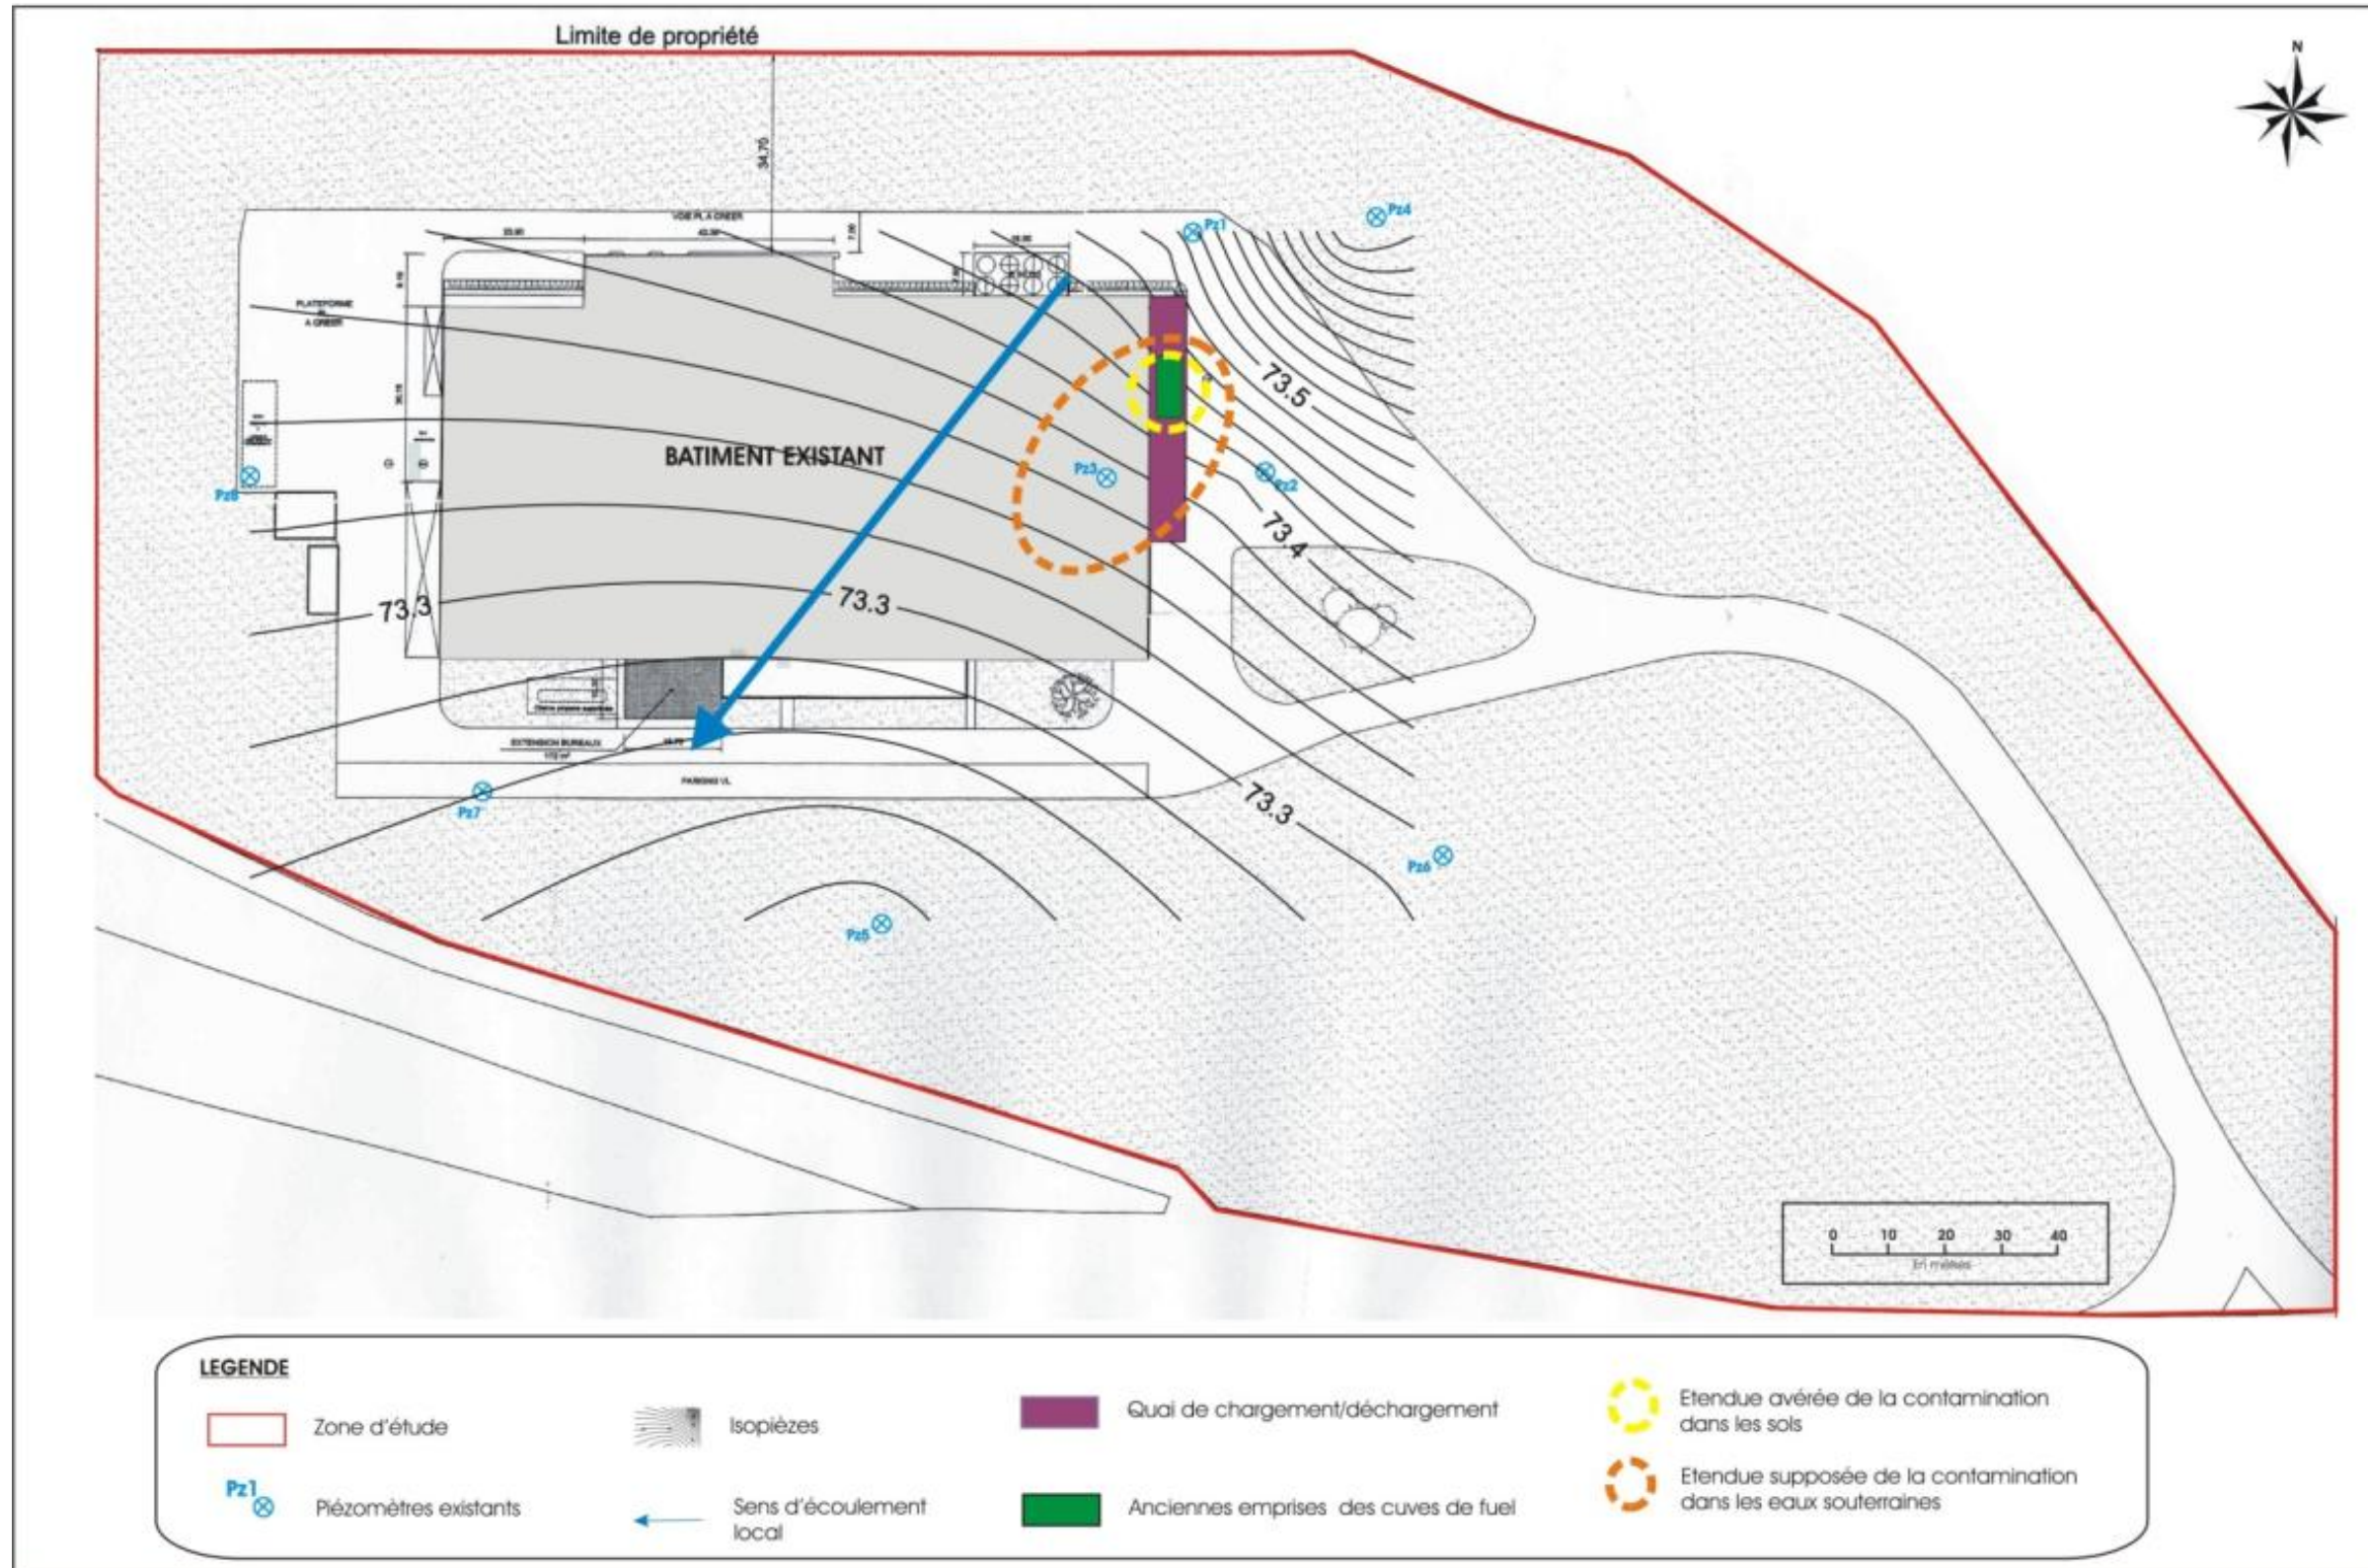 Limite de propriété
N
34.70
VOIE PL A CREER
7.00
Pz1
Pz4
PLATEFORME
A CREER
73.5
BATIMENT EXISTANT
Pz3
Pz2
Pz8
73.4
73.3
73.3
EXTENSION BUREAUX
172 m²
PARKING VL
Pz7
73.3
Pz6
Pz5
0 10 20 30 40
En mètres
LEGENDE
Zone d'étude
Isopièzes
Quai de chargement/déchargement
Etendue avérée de la contamination
dans les sols
Pz1
Piézomètres existants
Sens d'écoulement
local
Anciennes emprises des cuves de fuel
Etendue supposée de la contamination
dans les eaux souterraines